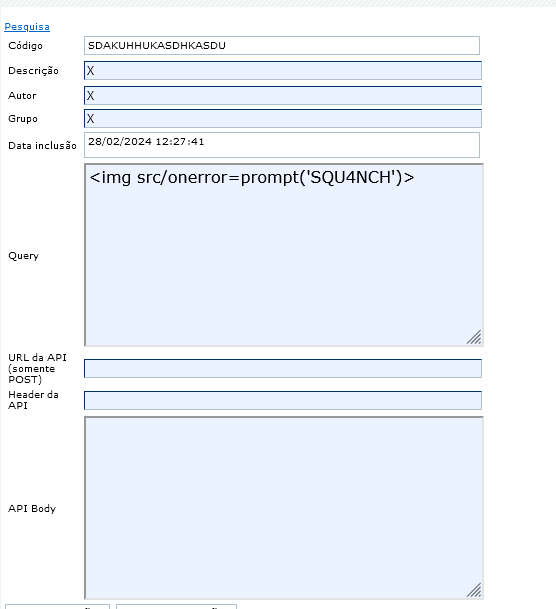 Pesquisa
Código SDAKUHHUKASDHKASDU
Descrição X
Autor X
Grupo X
Data inclusão 28/02/2024 12:27:41
Query <img src/onerror=prompt('SQU4NCH')>
URL da API
(somente
POST)
Header da
API
API Body